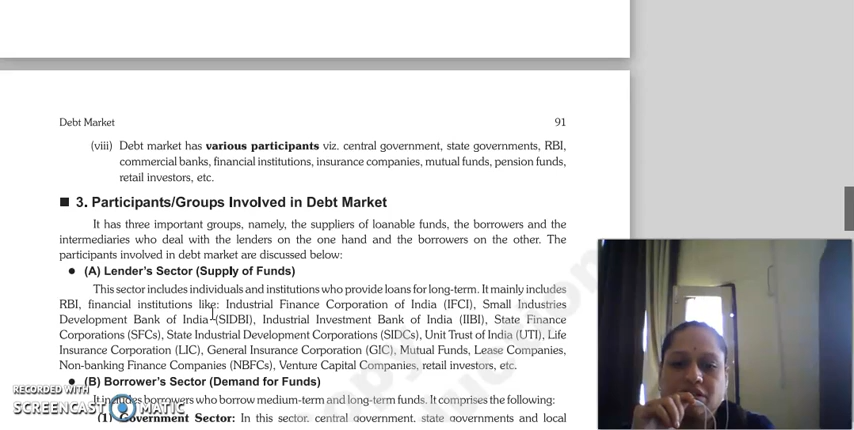 Debt Market 91
(viii) Debt market has various participants viz. central government, state governments, RBI,
commercial banks, financial institutions, insurance companies, mutual funds, pension funds,
retail investors, etc.
3. Participants/Groups Involved in Debt Market
It has three important groups, namely, the suppliers of loanable funds, the borrowers and the
intermediaries who deal with the lenders on the one hand and the borrowers on the other. The
participants involved in debt market are discussed below:
(A) Lender's Sector (Supply of Funds)
This sector includes individuals and institutions who provide loans for long-term. It mainly includes
RBI, financial institutions like: Industrial Finance Corporation of India (IFCI), Small Industries
Development Bank of India (SIDBI), Industrial Investment Bank of India (IIBI), State Finance
Corporations (SFCs), State Industrial Development Corporations (SIDCs), Unit Trust of India (UTI), Life
Insurance Corporation (LIC), General Insurance Corporation (GIC), Mutual Funds, Lease Companies,
Non-banking Finance Companies (NBFCs), Venture Capital Companies, retail investors, etc.
(B) Borrower's Sector (Demand for Funds)
It includes borrowers who borrow medium-term and long-term funds. It comprises the following:
(1) Government Sector: In this sector, central government, state governments and local
RECORDED WITH
SCREENCAST MATIC